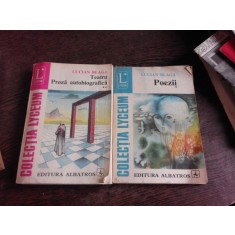 LUCIAN BLAGA
Teatru
Proză autobiografică
COLECȚIA LYCEUM
EDITURA ALBATROS
LUCIAN BLAGA
Poezii
COLECȚIA LYCEUM
EDITURA ALBATROS